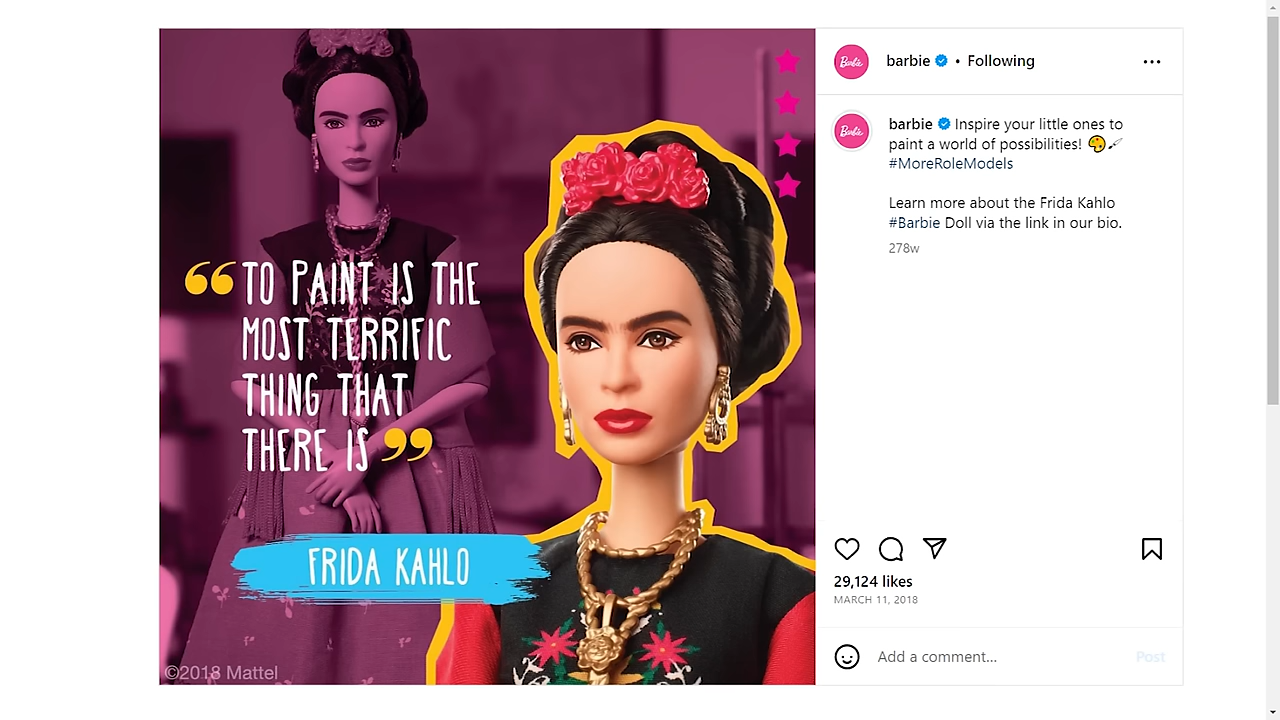 “TO PAINT IS THE
MOST TERRIFIC
THING THAT
THERE IS”
FRIDA KAHLO
©2018 Mattel
Barbie
barbie • Following
Barbie
barbie Inspire your little ones to
paint a world of possibilities! 🎨🖌️
#MoreRoleModels
Learn more about the Frida Kahlo
#Barbie Doll via the link in our bio.
278w
29,124 likes
MARCH 11, 2018
Add a comment...
Post